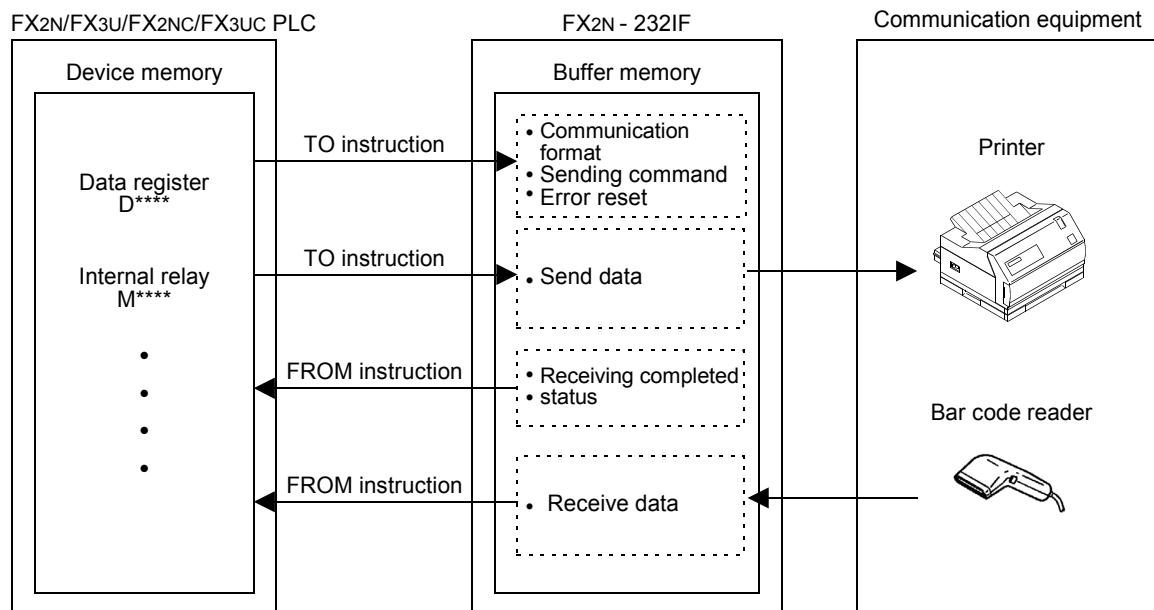 FX2N/FX3U/FX2NC/FX3UC PLC
Device memory
Data register
D****
Internal relay
M****
TO instruction
TO instruction
FROM instruction
FROM instruction
FX2N - 232IF
Buffer memory
• Communication
format
• Sending command
• Error reset
• Send data
• Receiving completed
• status
• Receive data
Communication equipment
Printer
Bar code reader